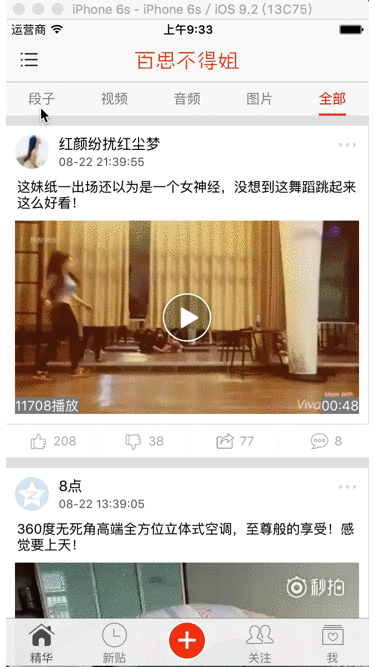 iPhone 6s - iPhone 6s / iOS 9.2 (13C75)
运营商 上午9:33
百思不得姐
段子 视频 音频 图片 全部
红颜纷扰红尘梦
08-22 21:39:55
这妹纸一出场还以为是一个女神经，没想到这舞蹈跳起来
这么好看！
Made With
VivaVideo
11708播放 00:48
208 38 77 8
8点
08-22 13:39:05
360度无死角高端全方位立体式空调，至尊般的享受！感
觉要上天！
秒拍
精华 新贴 关注 我